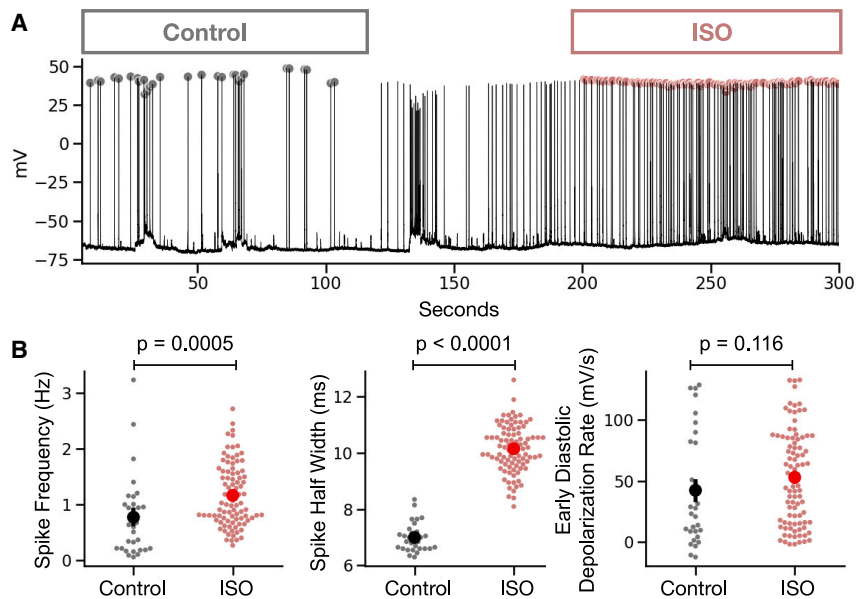 A
Control
ISO
50
25
0
−25
−50
−75
mV
50
100
150
200
250
300
Seconds
B
p = 0.0005
p < 0.0001
p = 0.116
Spike Frequency (Hz)
3
2
1
0
Control
ISO
Spike Half Width (ms)
12
10
8
6
Control
ISO
Early Diastolic
Depolarization Rate (mV/s)
100
50
0
Control
ISO